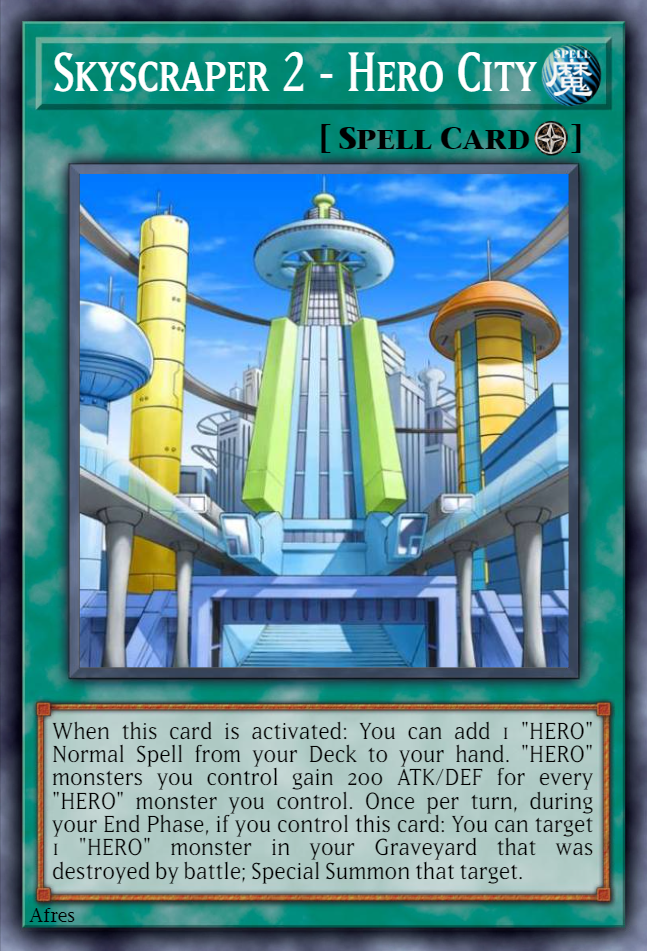 Skyscraper 2 - Hero City
SPELL
魔
[ Spell Card ]
When this card is activated: You can add 1 "HERO"
Normal Spell from your Deck to your hand. "HERO"
monsters you control gain 200 ATK/DEF for every
"HERO" monster you control. Once per turn, during
your End Phase, if you control this card: You can target
1 "HERO" monster in your Graveyard that was
destroyed by battle; Special Summon that target.
Afres